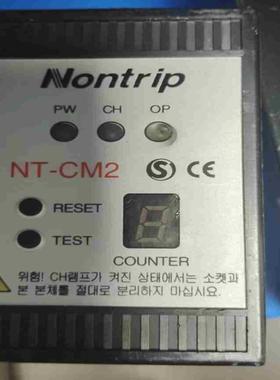 Nontrip
PW CH OP
NT-CM2 S CE
RESET
TEST
COUNTER
위험! CH램프가 켜진 상태에서는 소켓과
본 본체를 절대로 분리하지 마십시요.